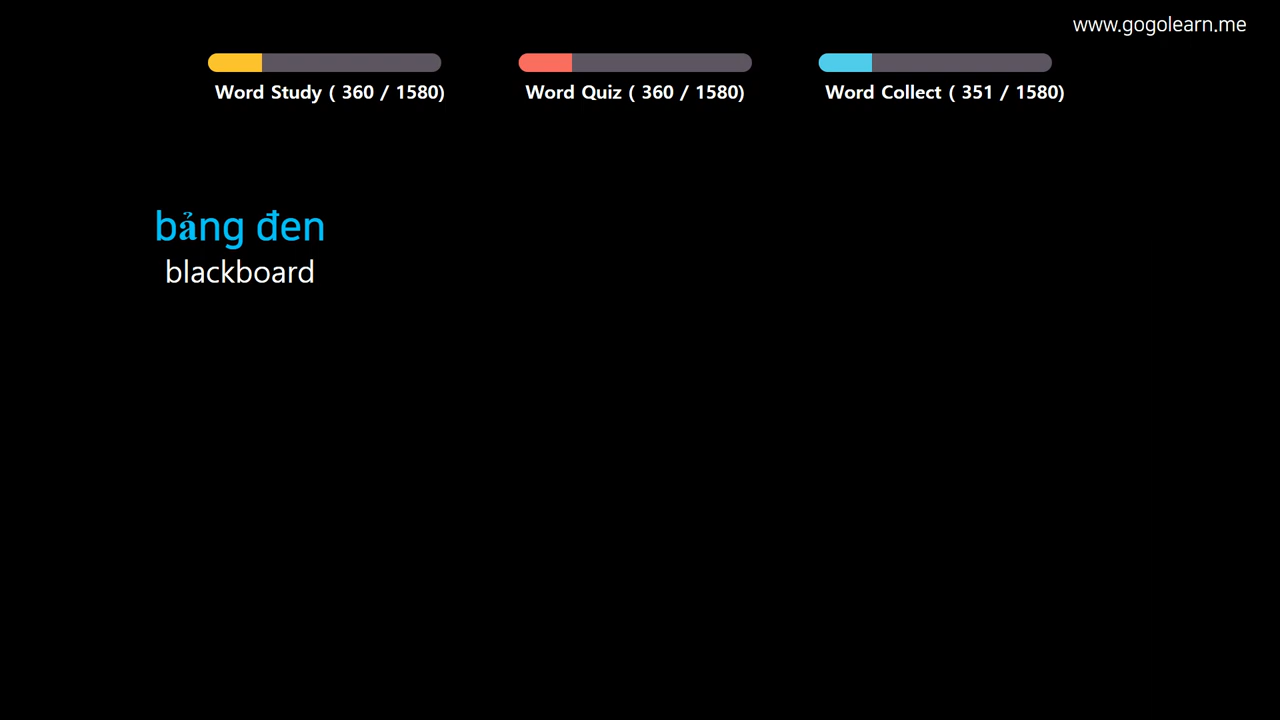 www.gogolearn.me
Word Study ( 360 / 1580)
Word Quiz ( 360 / 1580)
Word Collect ( 351 / 1580)
bảng đen
blackboard